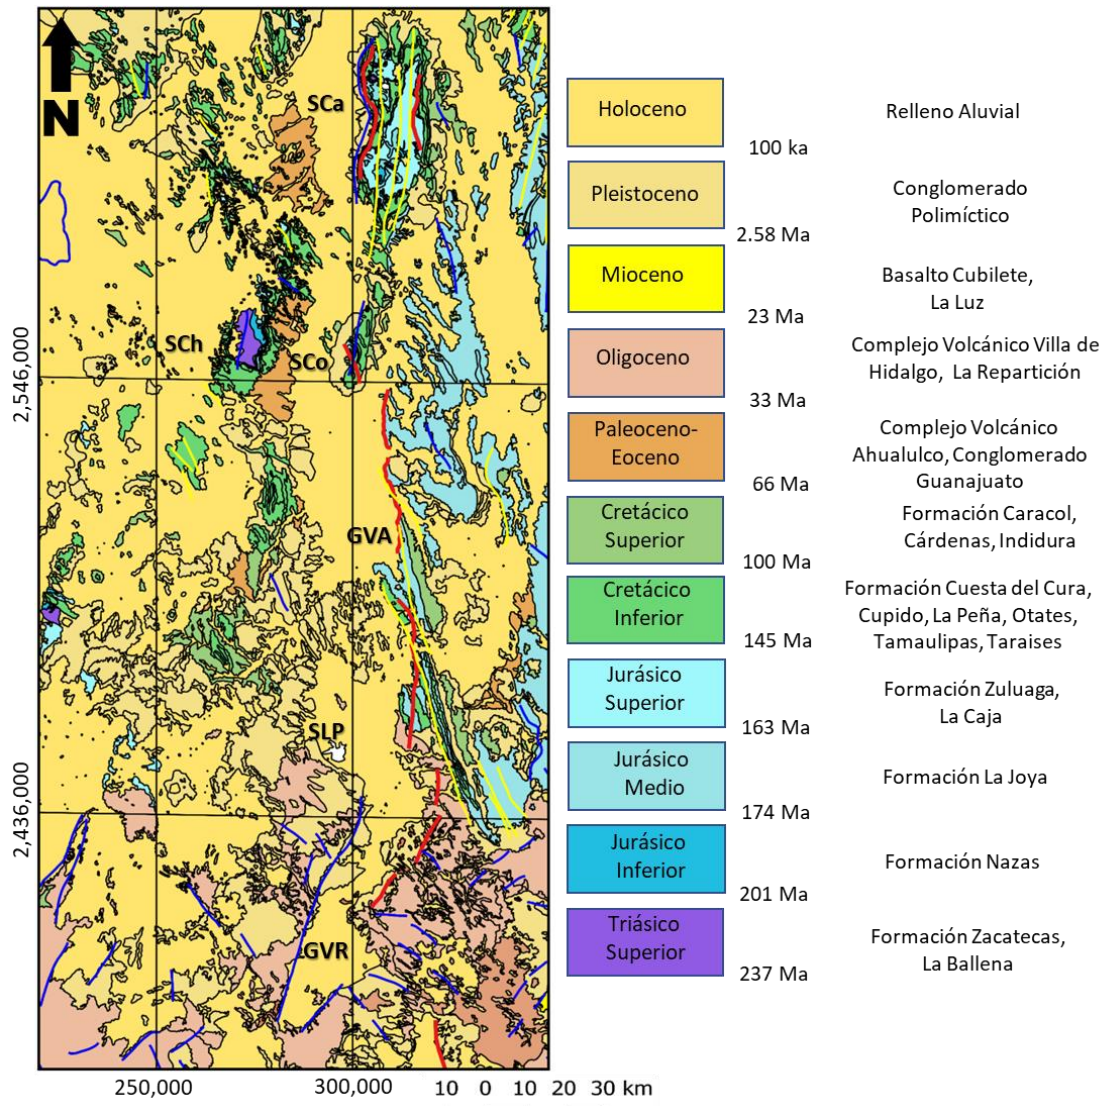 N
SCa
SCh
SCo
GVA
SLP
GVR
2,546,000
2,436,000
250,000
300,000
10 0 10 20 30 km
Holoceno
Relleno Aluvial
100 ka
Pleistoceno
Conglomerado
Polimíctico
2.58 Ma
Mioceno
Basalto Cubilete,
La Luz
23 Ma
Oligoceno
Complejo Volcánico Villa de
Hidalgo, La Repartición
33 Ma
Paleoceno-
Eoceno
Complejo Volcánico
Ahualulco, Conglomerado
Guanajuato
66 Ma
Cretácico
Superior
Formación Caracol,
Cárdenas, Indidura
100 Ma
Cretácico
Inferior
Formación Cuesta del Cura,
Cupido, La Peña, Otates,
Tamaulipas, Taraises
145 Ma
Jurásico
Superior
Formación Zuluaga,
La Caja
163 Ma
Jurásico
Medio
Formación La Joya
174 Ma
Jurásico
Inferior
Formación Nazas
201 Ma
Triásico
Superior
Formación Zacatecas,
La Ballena
237 Ma